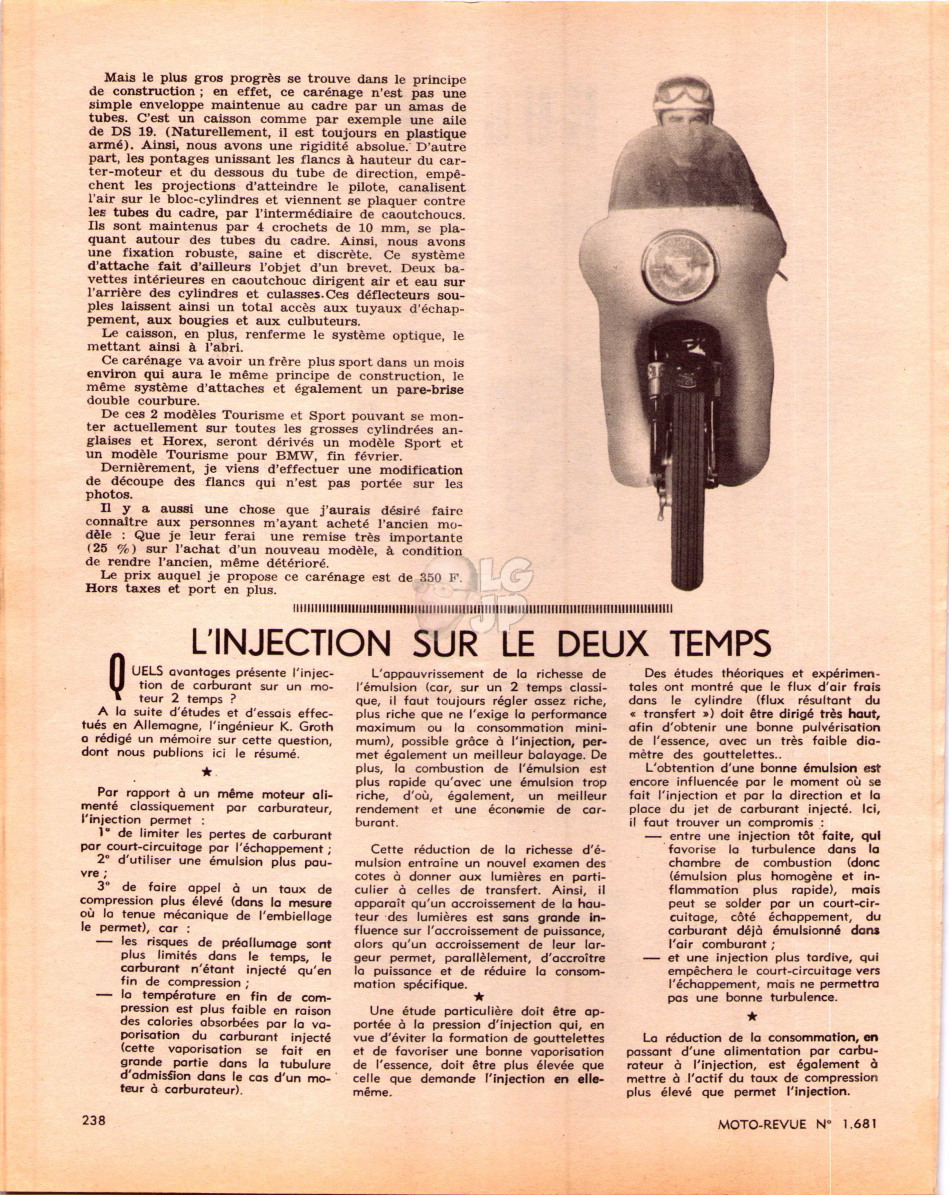 Mais le plus gros progrès se trouve dans le principe
de construction ; en effet, ce carénage n'est pas une
simple enveloppe maintenue au cadre par un amas de
tubes. C'est un caisson comme par exemple une aile
de DS 19. (Naturellement, il est toujours en plastique
armé). Ainsi, nous avons une rigidité absolue. D'autre
part, les pontages unissant les flancs à hauteur du car-
ter-moteur et du dessous du tube de direction, empê-
chent les projections d'atteindre le pilote, canalisent
l'air sur le bloc-cylindres et viennent se plaquer contre
les tubes du cadre, par l'intermédiaire de caoutchoucs.
Ils sont maintenus par 4 crochets de 10 mm, se pla-
quant autour des tubes du cadre. Ainsi, nous avons
une fixation robuste, saine et discrète. Ce système
d'attache fait d'ailleurs l'objet d'un brevet. Deux ba-
vettes intérieures en caoutchouc dirigent air et eau sur
l'arrière des cylindres et culasses. Ces déflecteurs sou-
ples laissent ainsi un total accès aux tuyaux d'échap-
pement, aux bougies et aux culbuteurs.
Le caisson, en plus, renferme le système optique, le
mettant ainsi à l'abri.
Ce carénage va avoir un frère plus sport dans un mois
environ qui aura le même principe de construction, le
même système d'attaches et également un pare-brise
double courbure.
De ces 2 modèles Tourisme et Sport pouvant se mon-
ter actuellement sur toutes les grosses cylindrées an-
glaises et Horex, seront dérivés un modèle Sport et
un modèle Tourisme pour BMW, fin février.
Dernièrement, je viens d'effectuer une modification
de découpe des flancs qui n'est pas portée sur les
photos.
Il y a aussi une chose que j'aurais désiré faire
connaître aux personnes m'ayant acheté l'ancien mo-
dèle : Que je leur ferai une remise très importante
(25 %) sur l'achat d'un nouveau modèle, à condition
de rendre l'ancien, même détérioré.
Le prix auquel je propose ce carénage est de 350 F.
Hors taxes et port en plus.
LG
JP
L'INJECTION SUR LE DEUX TEMPS
QUELS avantages présente l'injec-
tion de carburant sur un mo-
teur 2 temps ?
A la suite d'études et d'essais effec-
tués en Allemagne, l'ingénieur K. Groth
a rédigé un mémoire sur cette question,
dont nous publions ici le résumé.
★
Par rapport à un même moteur ali-
menté classiquement par carburateur,
l'injection permet :
1° de limiter les pertes de carburant
par court-circuitage par l'échappement ;
2° d'utiliser une émulsion plus pau-
vre ;
3° de faire appel à un taux de
compression plus élevé (dans la mesure
où la tenue mécanique de l'embiellage
le permet), car :
— les risques de préallumage sont
plus limités dans le temps, le
carburant n'étant injecté qu'en
fin de compression ;
— la température en fin de com-
pression est plus faible en raison
des calories absorbées par la va-
porisation du carburant injecté
(cette vaporisation se fait en
grande partie dans la tubulure
d'admission dans le cas d'un mo-
teur à carburateur).
L'appauvrissement de la richesse de
l'émulsion (car, sur un 2 temps classi-
que, il faut toujours régler assez riche,
plus riche que ne l'exige la performance
maximum ou la consommation mini-
mum), possible grâce à l'injection, per-
met également un meilleur balayage. De
plus, la combustion de l'émulsion est
plus rapide qu'avec une émulsion trop
riche, d'où, également, un meilleur
rendement et une économie de car-
burant.
Cette réduction de la richesse d'é-
mulsion entraîne un nouvel examen des
cotes à donner aux lumières en parti-
culier à celles de transfert. Ainsi, il
apparaît qu'un accroissement de la hau-
teur des lumières est sans grande in-
fluence sur l'accroissement de puissance,
alors qu'un accroissement de leur lar-
geur permet, parallèlement, d'accroître
la puissance et de réduire la consom-
mation spécifique.
★
Une étude particulière doit être ap-
portée à la pression d'injection qui, en
vue d'éviter la formation de gouttelettes
et de favoriser une bonne vaporisation
de l'essence, doit être plus élevée que
celle que demande l'injection en elle-
même.
Des études théoriques et expérimen-
tales ont montré que le flux d'air frais
dans le cylindre (flux résultant du
« transfert ») doit être dirigé très haut,
afin d'obtenir une bonne pulvérisation
de l'essence, avec un très faible dia-
mètre des gouttelettes..
L'obtention d'une bonne émulsion est
encore influencée par le moment où se
fait l'injection et par la direction et la
place du jet de carburant injecté. Ici,
il faut trouver un compromis :
— entre une injection tôt faite, qui
favorise la turbulence dans la
chambre de combustion (donc
(émulsion plus homogène et in-
flammation plus rapide), mais
peut se solder par un court-cir-
cuitage, côté échappement, du
carburant déjà émulsionné dans
l'air comburant ;
— et une injection plus tardive, qui
empêchera le court-circuitage vers
l'échappement, mais ne permettra
pas une bonne turbulence.
★
La réduction de la consommation, en
passant d'une alimentation par carbu-
rateur à l'injection, est également à
mettre à l'actif du taux de compression
plus élevé que permet l'injection.
238
MOTO-REVUE N° 1.681